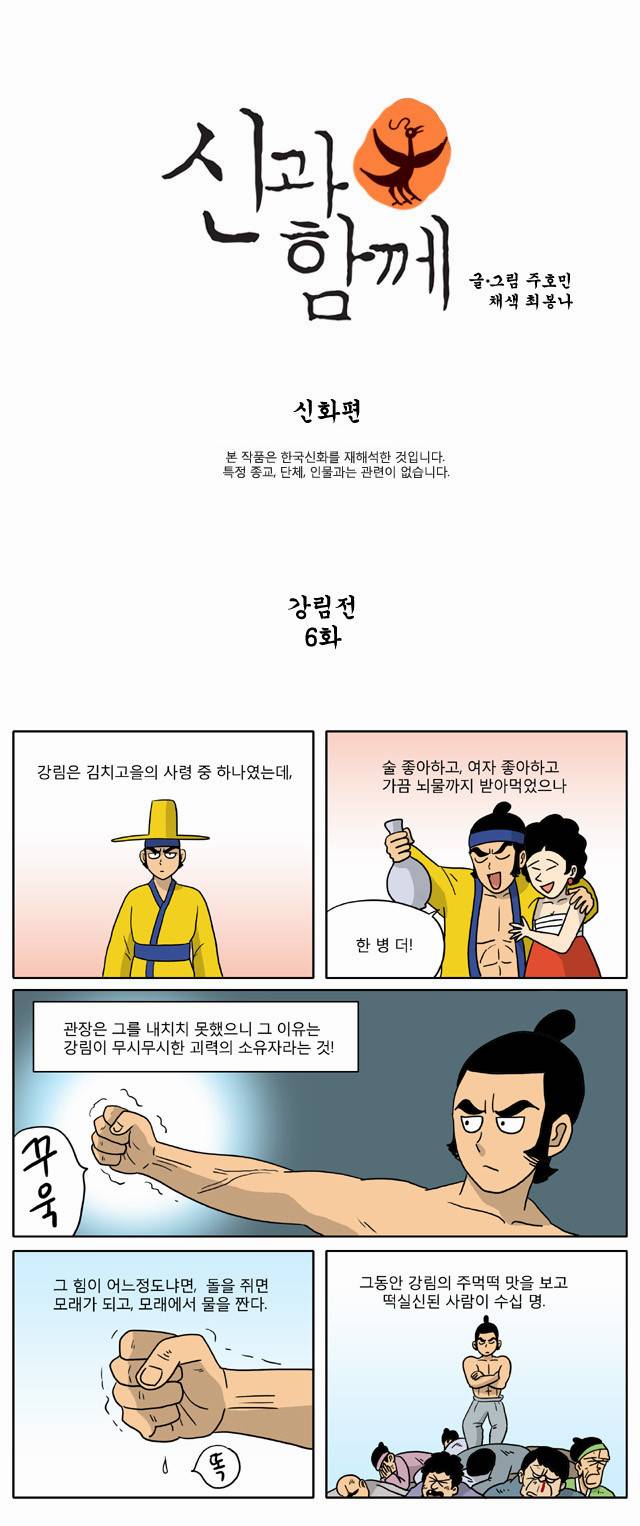 신과
함께
글·그림 주호민
채색 최봉나
신화편
본 작품은 한국신화를 재해석한 것입니다.
특정 종교, 단체, 인물과는 관련이 없습니다.
강림전
6화
강림은 김치고을의 사령 중 하나였는데,
술 좋아하고, 여자 좋아하고
가끔 뇌물까지 받아먹었으나
한 병 더!
관장은 그를 내치치 못했으니 그 이유는
강림이 무시무시한 괴력의 소유자라는 것!
꾸욱
그 힘이 어느정도냐면, 돌을 쥐면
모래가 되고, 모래에서 물을 짠다.
똑
그동안 강림의 주먹떡 맛을 보고
떡실신된 사람이 수십 명.